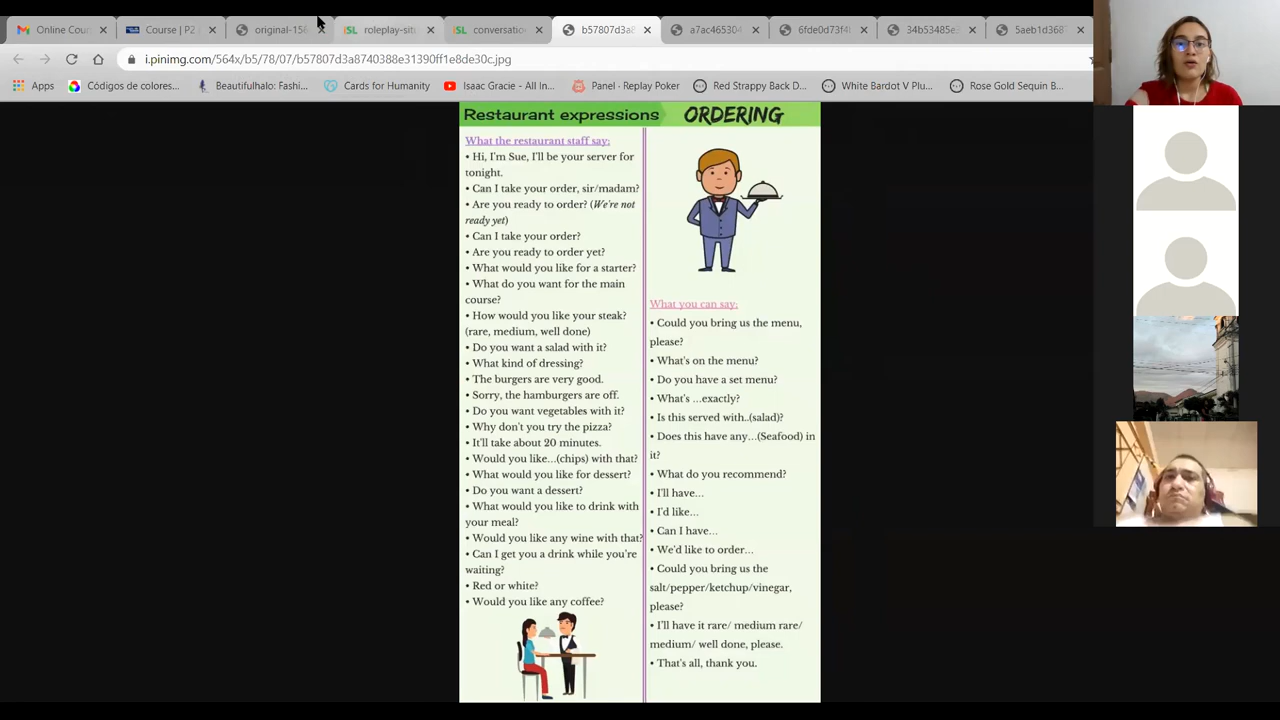 Online Cour
Course | P2
original-158
roleplay-situ
conversatio
b57807d3a8
a7ac465304
6fde0d73f4
34b53485e3
5aeb1d368
i.pinimg.com/564x/b5/78/07/b57807d3a8740388e31390ff1e8de30c.jpg
Apps
Códigos de colores...
Beautifulhalo: Fashi...
Cards for Humanity
Isaac Gracie - All In...
Panel - Replay Poker
Red Strappy Back D...
White Bardot V Plu...
Rose Gold Sequin B...
Restaurant expressions
ORDERING
What the restaurant staff say:
• Hi, I'm Sue, I'll be your server for
tonight.
• Can I take your order, sir/madam?
• Are you ready to order? (We're not
ready yet)
• Can I take your order?
• Are you ready to order yet?
• What would you like for a starter?
• What do you want for the main
course?
• How would you like your steak?
(rare, medium, well done)
• Do you want a salad with it?
• What kind of dressing?
• The burgers are very good.
• Sorry, the hamburgers are off.
• Do you want vegetables with it?
• Why don't you try the pizza?
• It'll take about 20 minutes.
• Would you like...(chips) with that?
• What would you like for dessert?
• Do you want a dessert?
• What would you like to drink with
your meal?
• Would you like any wine with that?
• Can I get you a drink while you're
waiting?
• Red or white?
• Would you like any coffee?
What you can say:
• Could you bring us the menu,
please?
• What's on the menu?
• Do you have a set menu?
• What's ...exactly?
• Is this served with..(salad)?
• Does this have any...(Seafood) in
it?
• What do you recommend?
• I'll have...
• I'd like...
• Can I have...
• We'd like to order...
• Could you bring us the
salt/pepper/ketchup/vinegar,
please?
• I'll have it rare/ medium rare/
medium/ well done, please.
• That's all, thank you.